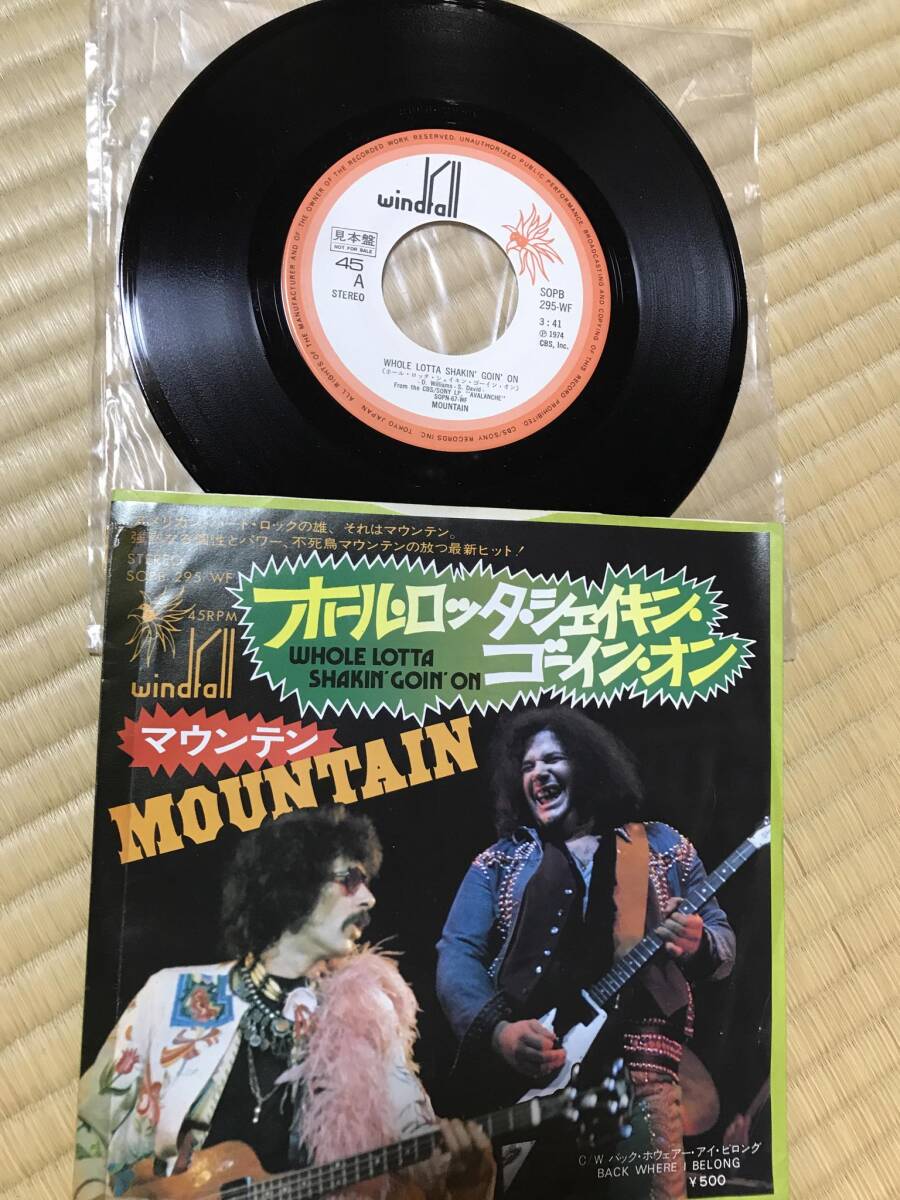 windfall
見本盤
NOT FOR SALE
45
A
STEREO
SOPB
295-WF
3:41
Ⓟ 1974
CBS, Inc.
WHOLE LOTTA SHAKIN' GOIN' ON
(ホール・ロッタ・シェイキン・ゴーイン・オン)
-D. Williams-S. David-
From the CBS/SONY LP "AVALANCHE"
SOPN-67-WF
MOUNTAIN
ALL RIGHTS OF THE MANUFACTURER AND OF THE OWNER OF THE RECORDED WORK RESERVED. UNAUTHORIZED PUBLIC PERFORMANCE, BROADCASTING AND COPYING OF THIS RECORD PROHIBITED. CBS/SONY RECORDS INC. TOKYO JAPAN.
ロックの雄、それはマウンテン。
性とパワー、不死鳥マウンテンの放つ最新ヒット!
STEREO
SOPB 295-WF
45RPM
windfall
ホール・ロッタ・シェイキン・
ゴーイン・オン
WHOLE LOTTA
SHAKIN' GOIN' ON
マウンテン
MOUNTAIN
C/W バック・ホウェアー・アイ・ビロング
BACK WHERE I BELONG
¥500